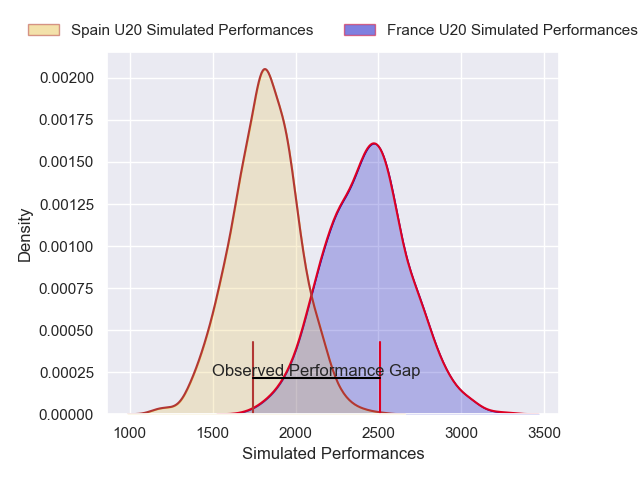 Spain U20 Simulated Performances
France U20 Simulated Performances
0.00200
0.00175
0.00150
0.00125
0.00100
0.00075
0.00050
0.00025
0.00000
Density
Observed Performance Gap
1000 1500 2000 2500 3000 3500
Simulated Performances